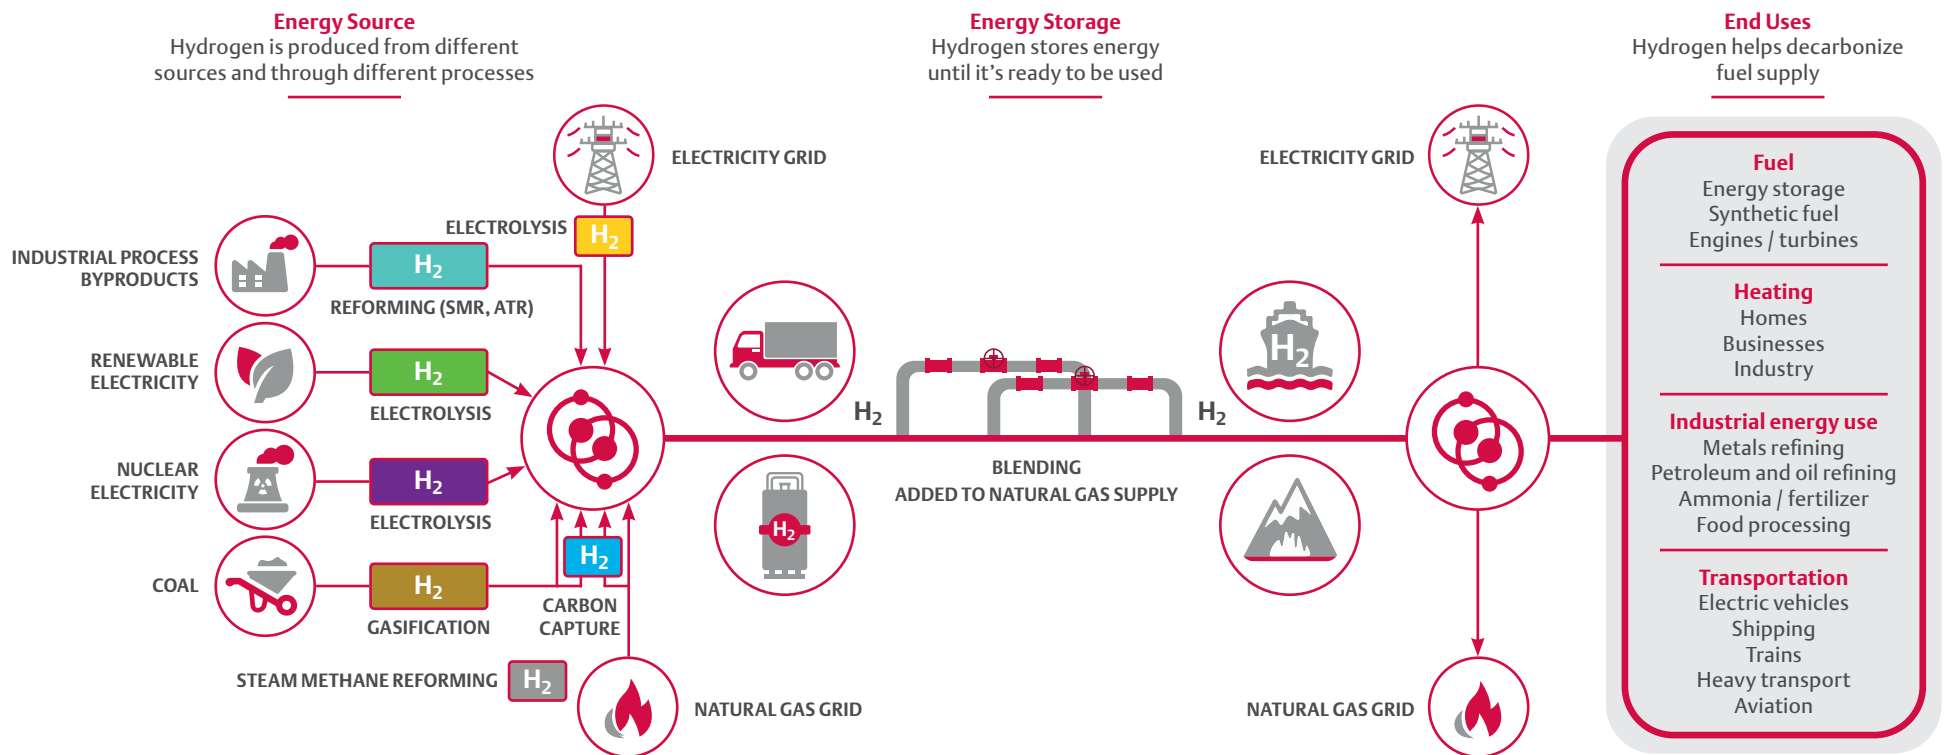 Energy Source
Hydrogen is produced from different
sources and through different processes
Energy Storage
Hydrogen stores energy
until it's ready to be used
End Uses
Hydrogen helps decarbonize
fuel supply
ELECTRICITY GRID
ELECTROLYSIS
H₂
INDUSTRIAL PROCESS
BYPRODUCTS
H₂
REFORMING (SMR, ATR)
RENEWABLE
ELECTRICITY
H₂
ELECTROLYSIS
NUCLEAR
ELECTRICITY
H₂
ELECTROLYSIS
COAL
H₂
GASIFICATION
H₂
CARBON
CAPTURE
STEAM METHANE REFORMING
H₂
NATURAL GAS GRID
H₂
H₂
BLENDING
ADDED TO NATURAL GAS SUPPLY
H₂
H₂
ELECTRICITY GRID
NATURAL GAS GRID
Fuel
Energy storage
Synthetic fuel
Engines / turbines
Heating
Homes
Businesses
Industry
Industrial energy use
Metals refining
Petroleum and oil refining
Ammonia / fertilizer
Food processing
Transportation
Electric vehicles
Shipping
Trains
Heavy transport
Aviation